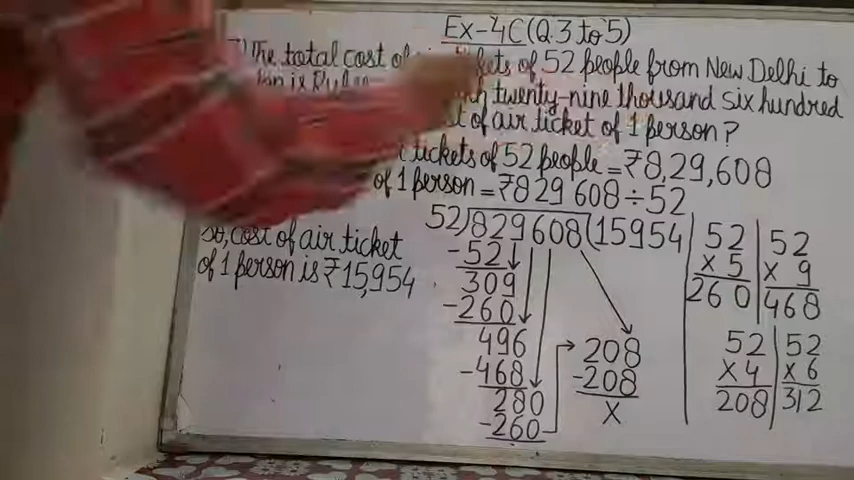 Ex-4C(Q.3 to 5)
The total cost of tickets of 52 people from New Delhi to
twenty-nine thousand six hundred
of air ticket of 1 person?
tickets of 52 people = ₹8,29,608
of 1 person = ₹829608÷52
52)829608(15954
-52
309
-260
496
-468
280
-260
208
-208
X
52
x 5
260
52
x 9
468
52
x 4
208
52
x 6
312
So, cost of air ticket
of 1 person is ₹15,954